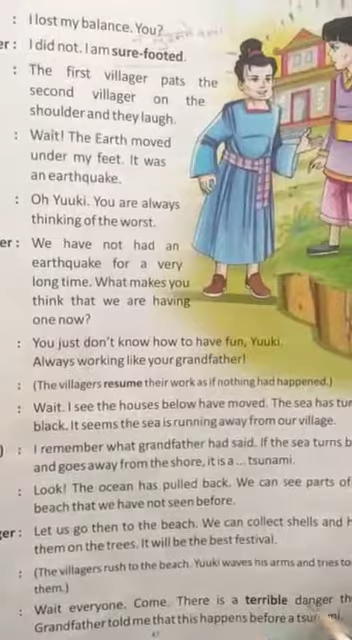 : I lost my balance. You?
er : I did not. I am sure-footed.
: The first villager pats the
second villager on the
shoulder and they laugh.
: Wait! The Earth moved
under my feet. It was
an earthquake.
: Oh Yuuki. You are always
thinking of the worst.
er : We have not had an
earthquake for a very
long time. What makes you
think that we are having
one now?
: You just don't know how to have fun, Yuuki.
Always working like your grandfather!
: (The villagers resume their work as if nothing had happened.)
: Wait. I see the houses below have moved. The sea has tur
black. It seems the sea is running away from our village.
) : I remember what grandfather had said. If the sea turns b
and goes away from the shore, it is a ... tsunami.
: Look! The ocean has pulled back. We can see parts of
beach that we have not seen before.
ger : Let us go then to the beach. We can collect shells and h
them on the trees. It will be the best festival.
: (The villagers rush to the beach. Yuuki waves his arms and tries to
them.)
: Wait everyone. Come. There is a terrible danger th
Grandfather told me that this happens before a tsunami.